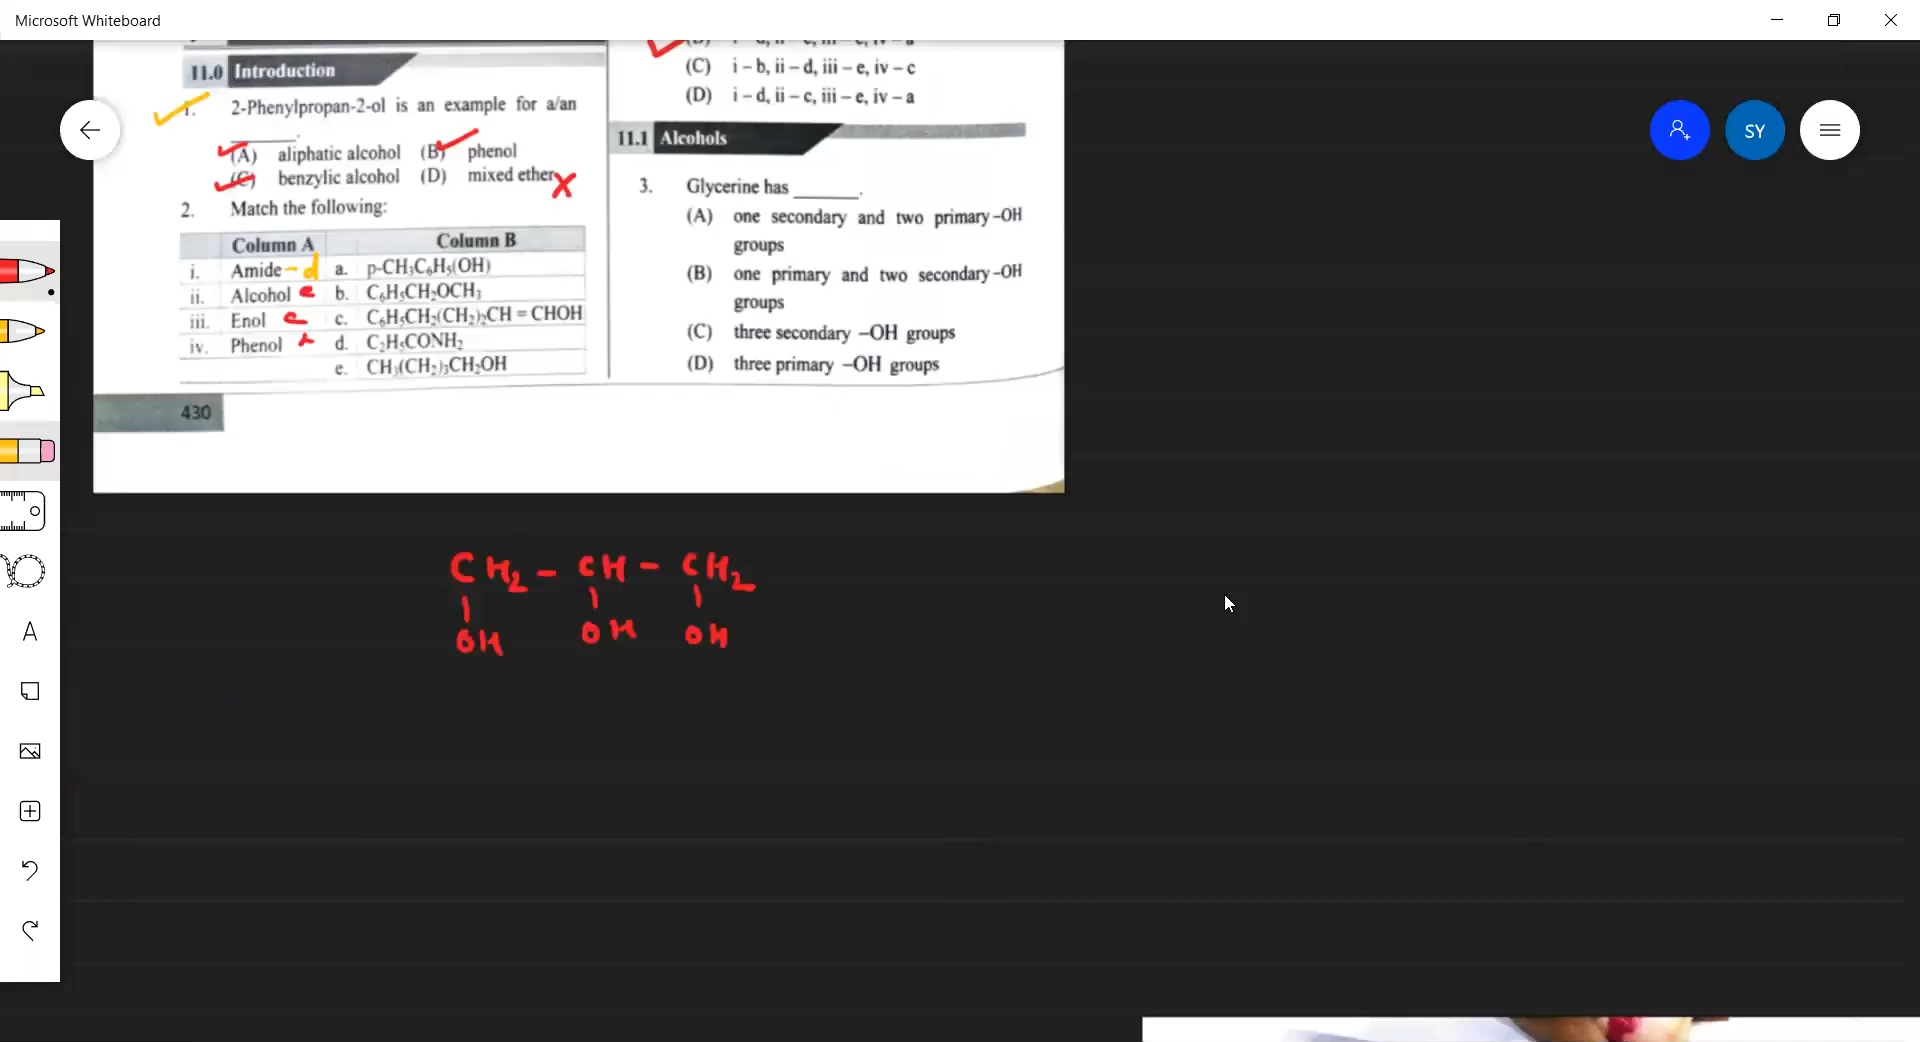 Microsoft Whiteboard
11.0 Introduction
1. 2-Phenylpropan-2-ol is an example for a/an
______.
(A) aliphatic alcohol (B) phenol
(C) benzylic alcohol (D) mixed ether
2. Match the following:
Column A Column B
i. Amide - d a. p-CH₃C₆H₅(OH)
ii. Alcohol e b. C₆H₅CH₂OCH₃
iii. Enol c. C₆H₅CH₂(CH₂)₂CH = CHOH
iv. Phenol d. C₂H₅CONH₂
e. CH₃(CH₂)₃CH₂OH
430
(C) i – b, ii – d, iii – e, iv – c
(D) i – d, ii – c, iii – e, iv – a
11.1 Alcohols
3. Glycerine has ______.
(A) one secondary and two primary –OH
groups
(B) one primary and two secondary –OH
groups
(C) three secondary –OH groups
(D) three primary –OH groups
SY
CH₂ - CH - CH₂
OH OH OH
A